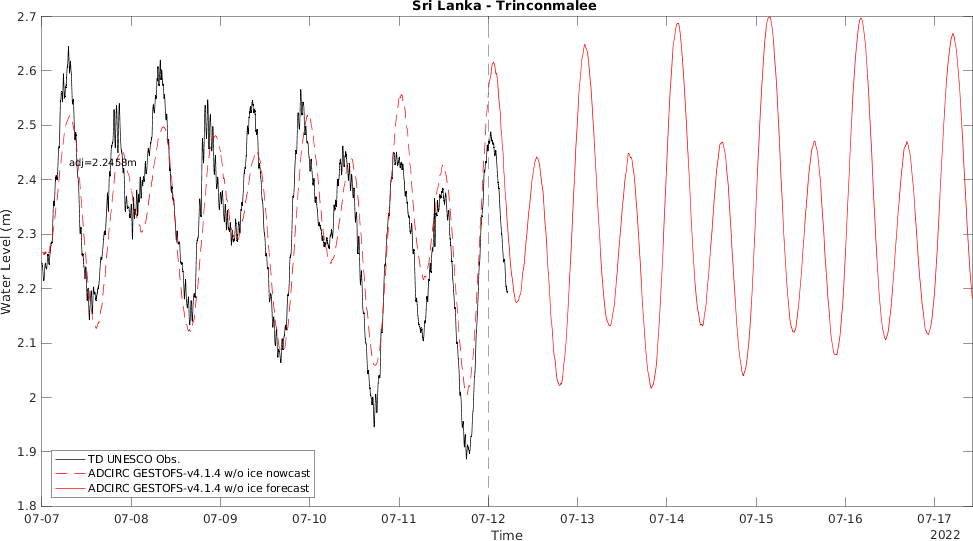 Sri Lanka - Trinconmalee
2.7
2.6
2.5
2.4
2.3
2.2
2.1
2
1.9
1.8
Water Level (m)
adj=2.2458m
TD UNESCO Obs.
ADCIRC GESTOFS-v4.1.4 w/o ice nowcast
ADCIRC GESTOFS-v4.1.4 w/o ice forecast
07-07 07-08 07-09 07-10 07-11 07-12 07-13 07-14 07-15 07-16 07-17
Time
2022